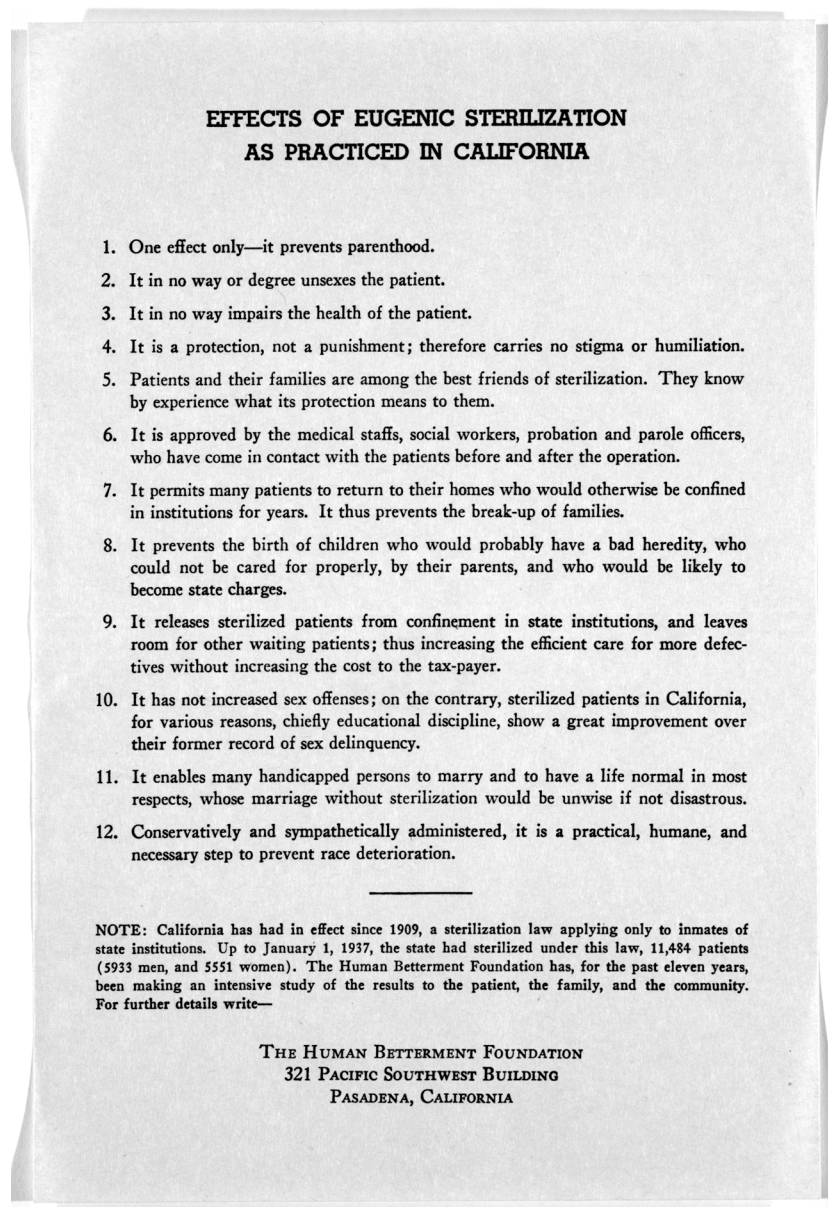 EFFECTS OF EUGENIC STERILIZATION
AS PRACTICED IN CALIFORNIA
1. One effect only—it prevents parenthood.
2. It in no way or degree unsexes the patient.
3. It in no way impairs the health of the patient.
4. It is a protection, not a punishment; therefore carries no stigma or humiliation.
5. Patients and their families are among the best friends of sterilization. They know
by experience what its protection means to them.
6. It is approved by the medical staffs, social workers, probation and parole officers,
who have come in contact with the patients before and after the operation.
7. It permits many patients to return to their homes who would otherwise be confined
in institutions for years. It thus prevents the break-up of families.
8. It prevents the birth of children who would probably have a bad heredity, who
could not be cared for properly, by their parents, and who would be likely to
become state charges.
9. It releases sterilized patients from confinement in state institutions, and leaves
room for other waiting patients; thus increasing the efficient care for more defec-
tives without increasing the cost to the tax-payer.
10. It has not increased sex offenses; on the contrary, sterilized patients in California,
for various reasons, chiefly educational discipline, show a great improvement over
their former record of sex delinquency.
11. It enables many handicapped persons to marry and to have a life normal in most
respects, whose marriage without sterilization would be unwise if not disastrous.
12. Conservatively and sympathetically administered, it is a practical, humane, and
necessary step to prevent race deterioration.
NOTE: California has had in effect since 1909, a sterilization law applying only to inmates of
state institutions. Up to January 1, 1937, the state had sterilized under this law, 11,484 patients
(5933 men, and 5551 women). The Human Betterment Foundation has, for the past eleven years,
been making an intensive study of the results to the patient, the family, and the community.
For further details write—
THE HUMAN BETTERMENT FOUNDATION
321 PACIFIC SOUTHWEST BUILDING
PASADENA, CALIFORNIA